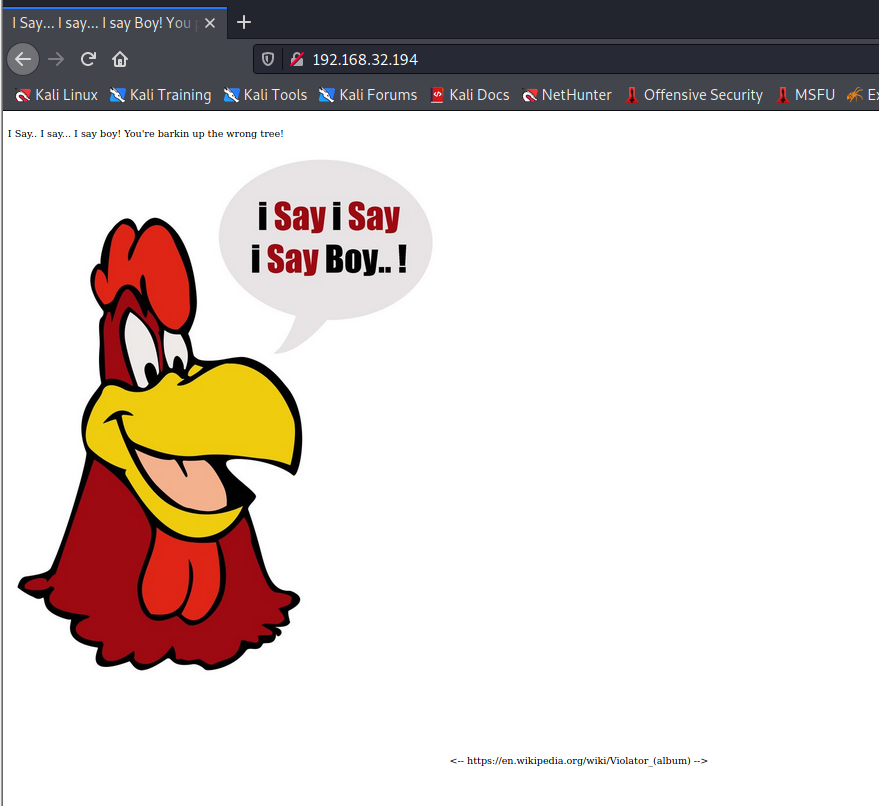 I Say... I say... I say Boy! You
192.168.32.194
Kali Linux Kali Training Kali Tools Kali Forums Kali Docs NetHunter Offensive Security MSFU Ex
I Say.. I say... I say boy! You're barkin up the wrong tree!
i Say i Say
i Say Boy.. !
<-- https://en.wikipedia.org/wiki/Violator_(album) -->